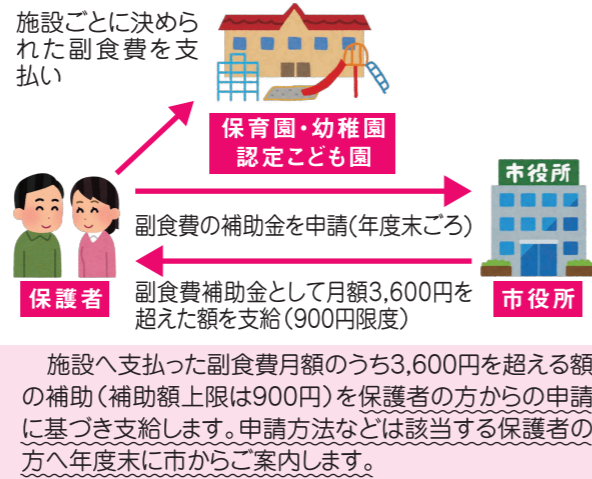 施設ごとに決めら
れた副食費を支
払い
保育園・幼稚園
認定こども園
市役所
副食費の補助金を申請(年度末ごろ)
保護者
副食費補助金として月額3,600円を
超えた額を支給(900円限度)
市役所
施設へ支払った副食費月額のうち3,600円を超える額
の補助(補助額上限は900円)を保護者の方からの申請
に基づき支給します。申請方法などは該当する保護者の
方へ年度末に市からご案内します。